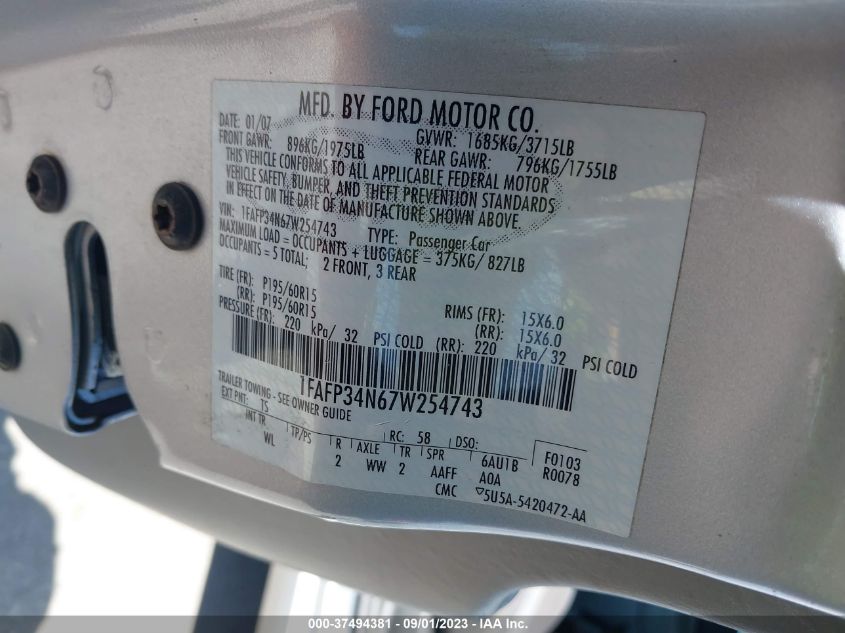 MFD. BY FORD MOTOR CO.
DATE: 01/07 GVWR: 1685KG/3715LB
FRONT GAWR: 896KG/1975LB REAR GAWR: 796KG/1755LB
THIS VEHICLE CONFORMS TO ALL APPLICABLE FEDERAL MOTOR
VEHICLE SAFETY, BUMPER, AND THEFT PREVENTION STANDARDS
IN EFFECT ON THE DATE OF MANUFACTURE SHOWN ABOVE.
VIN: 1FAFP34N67W254743 TYPE: Passenger Car
MAXIMUM LOAD = OCCUPANTS + LUGGAGE = 375KG/ 827LB
OCCUPANTS = 5 TOTAL; 2 FRONT, 3 REAR
TIRE (FR): P195/60R15 RIMS (FR): 15X6.0
(RR): P195/60R15 (RR): 15X6.0
PRESSURE (FR): 220 kPa/ 32 PSI COLD (RR): 220 kPa/ 32 PSI COLD
1FAFP34N67W254743
TRAILER TOWING - SEE OWNER GUIDE
EXT PNT: TS RC: 58 DSO: F0103
INT TR TP/PS R AXLE TR SPR 6AU1B R0078
WL 2 WW 2 AAFF A0A
CMC ▽5U5A-5420472-AA
000-37494381 - 09/01/2023 - IAAI.com.